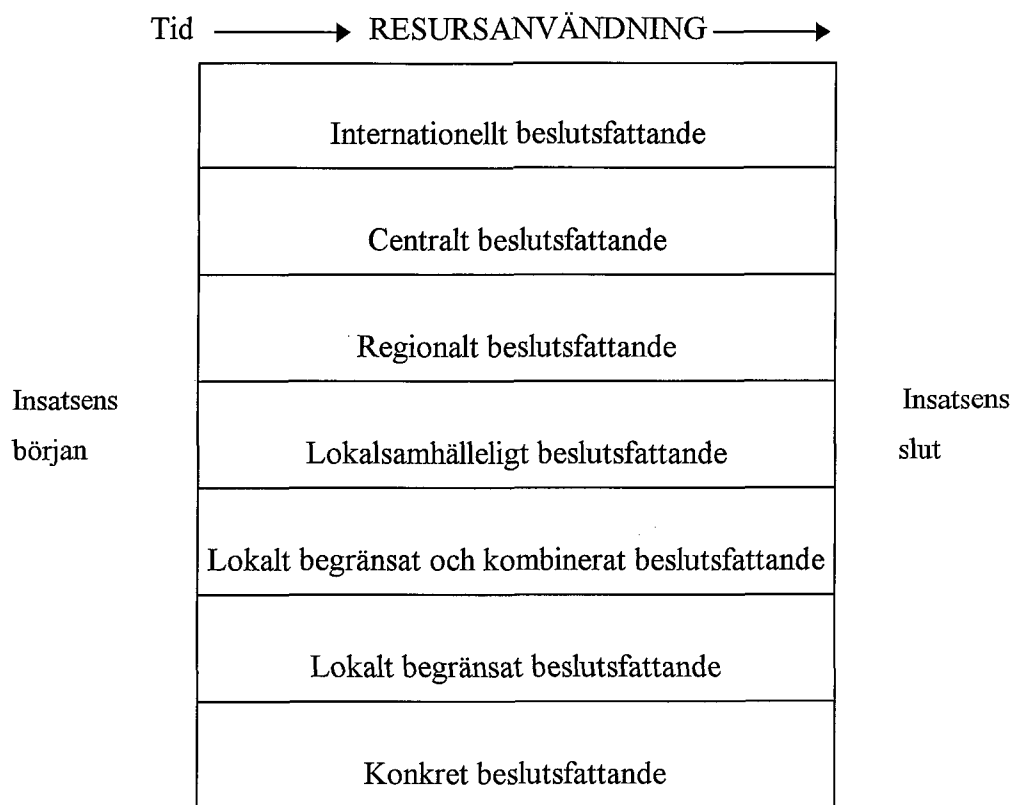 Tid RESURSANVÄNDNING
Internationellt beslutsfattande
Centralt beslutsfattande
Regionalt beslutsfattande
Insatsens
början
Lokalsamhälleligt beslutsfattande
Insatsens
slut
Lokalt begränsat och kombinerat beslutsfattande
Lokalt begränsat beslutsfattande
Konkret beslutsfattande